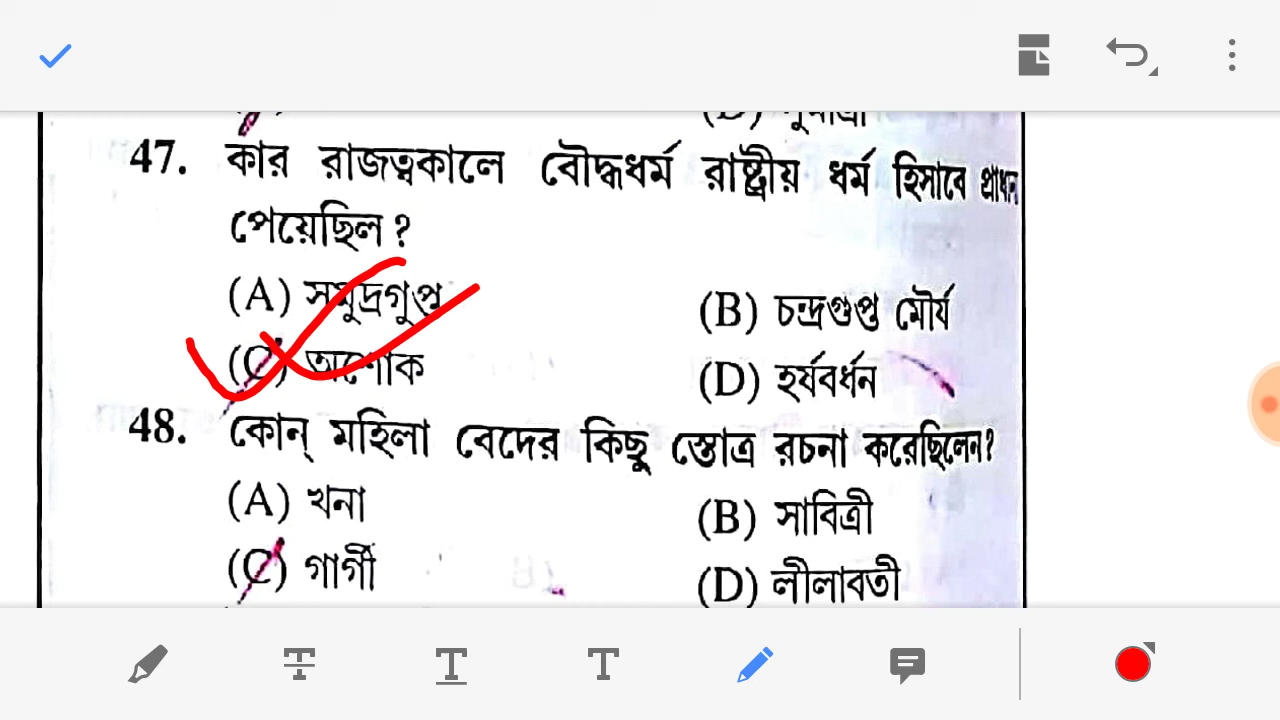 47. কার রাজত্বকালে বৌদ্ধধর্ম রাষ্ট্রীয় ধর্ম হিসাবে
পেয়েছিল ?
(A) সমুদ্রগুপ্ত (B) চন্দ্রগুপ্ত মৌর্য
(C) অশোক (D) হর্ষবর্ধন
48. কোন্ মহিলা বেদের কিছু স্তোত্র রচনা করেছিলেন?
(A) খনা (B) সাবিত্রী
(C) গার্গী (D) লীলাবতী
T T T